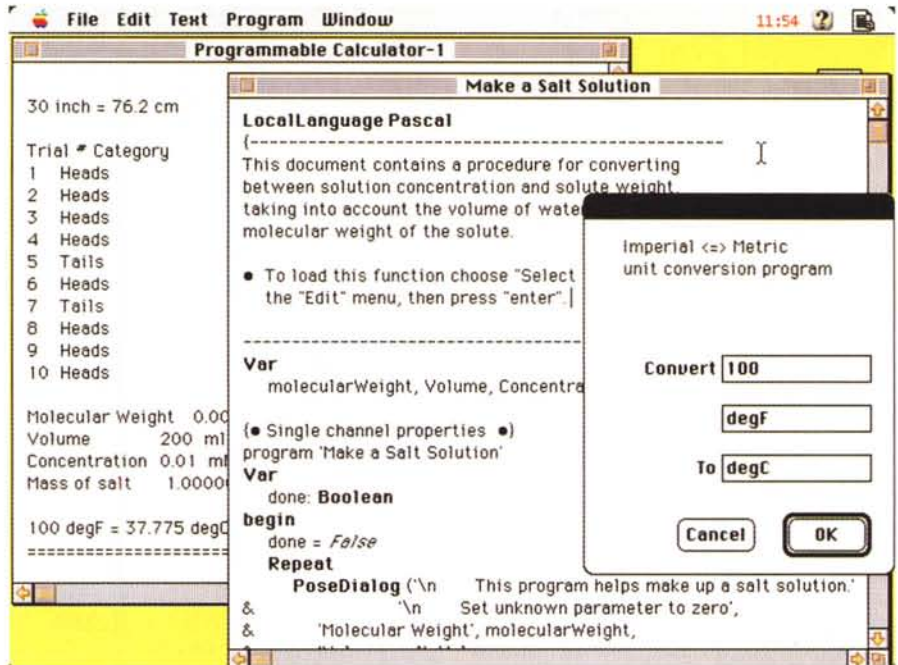 File Edit Text Program Window
11:54
Programmable Calculator-1
30 inch = 76.2 cm
Trial # Category
1 Heads
2 Heads
3 Heads
4 Heads
5 Tails
6 Heads
7 Tails
8 Heads
9 Heads
10 Heads
Molecular Weight 0.00
Volume 200 ml
Concentration 0.01
Mass of salt 1.0000
100 degF = 37.775 degC
==========================
Make a Salt Solution
LocalLanguage Pascal
{----------------------------------------------------
This document contains a procedure for converting
between solution concentration and solute weight,
taking into account the volume of
molecular weight of the solute.
● To load this function choose "Select
the "Edit" menu, then press "enter".
-------------------------------------
Var
molecularWeight, Volume,
{● Single channel properties ●}
program 'Make a Salt Solution'
Var
done: Boolean
begin
done = False
Repeat
PoseDialog ('\n This program helps make up a salt solution.'
& '\n Set unknown parameter to zero',
& 'Molecular Weight', molecularWeight,
Imperial <=> Metric
unit conversion program
Convert 100
degF
To degC
Cancel OK